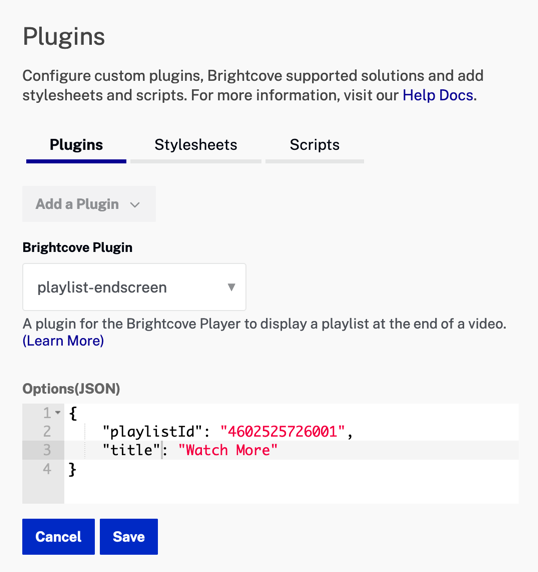 Plugins
Configure custom plugins, Brightcove supported solutions and add
stylesheets and scripts. For more information, visit our Help Docs.
Plugins Stylesheets Scripts
Add a Plugin
Brightcove Plugin
playlist-endscreen
A plugin for the Brightcove Player to display a playlist at the end of a video.
(Learn More)
Options(JSON)
1 {
2 "playlistId": "4602525726001",
3 "title": "Watch More"
4 }
Cancel Save